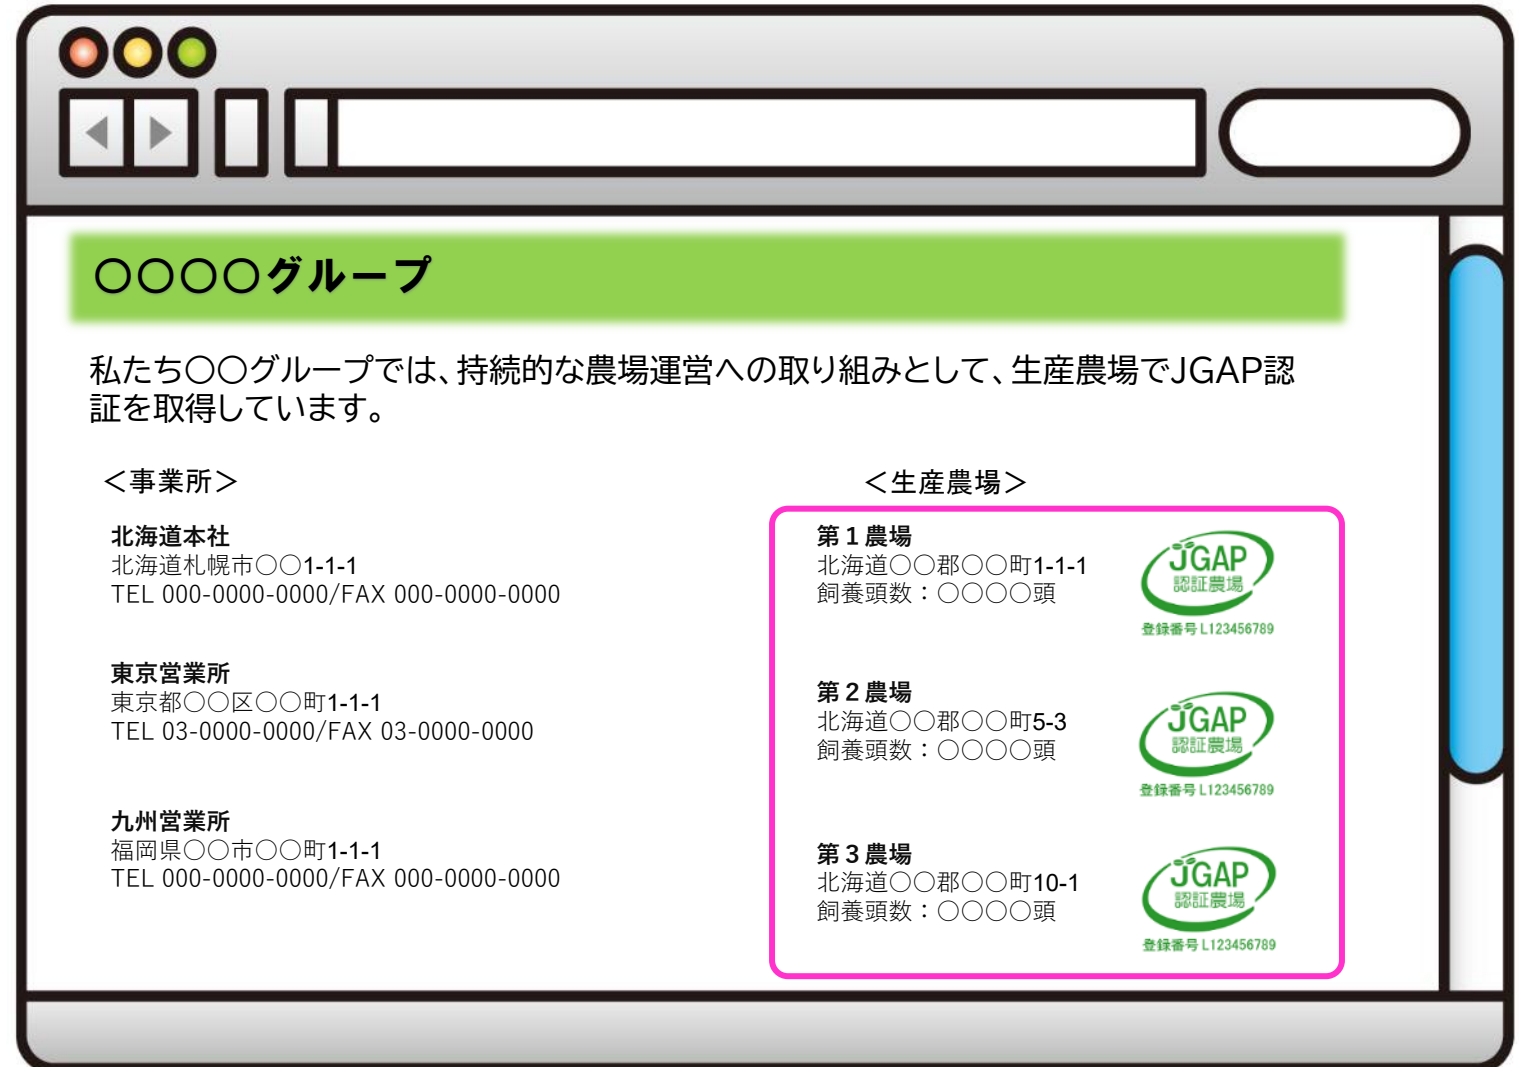 〇〇〇〇グループ
私たち〇〇グループでは、持続的な農場運営への取り組みとして、生産農場でJGAP認
証を取得しています。
＜事業所＞
北海道本社
北海道札幌市〇〇1-1-1
TEL 000-0000-0000/FAX 000-0000-0000
東京営業所
東京都〇〇区〇〇町1-1-1
TEL 03-0000-0000/FAX 03-0000-0000
九州営業所
福岡県〇〇市〇〇町1-1-1
TEL 000-0000-0000/FAX 000-0000-0000
＜生産農場＞
第１農場
北海道〇〇郡〇〇町1-1-1
飼養頭数：〇〇〇〇頭
JGAP
認証農場
登録番号 L123456789
第２農場
北海道〇〇郡〇〇町5-3
飼養頭数：〇〇〇〇頭
JGAP
認証農場
登録番号 L123456789
第３農場
北海道〇〇郡〇〇町10-1
飼養頭数：〇〇〇〇頭
JGAP
認証農場
登録番号 L123456789